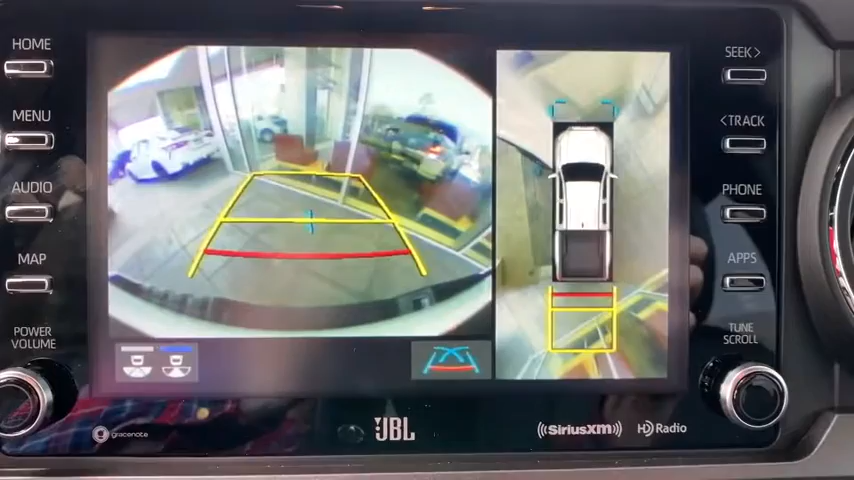 HOME
MENU
AUDIO
MAP
POWER
VOLUME
SEEK>
<TRACK
PHONE
APPS
TUNE
SCROLL
gracenote
JBL
SiriusXM
HD Radio